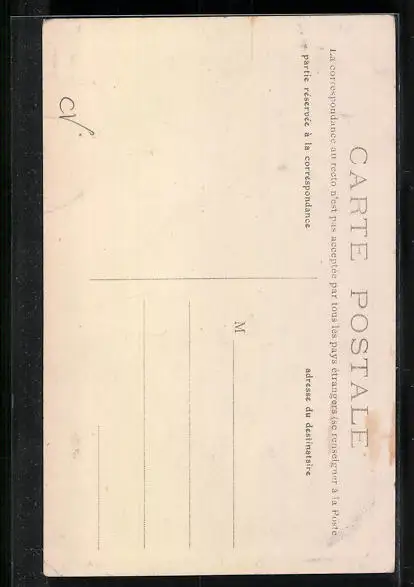 CARTE POSTALE
La correspondance au recto n'est pas acceptée par tous les pays étrangers (se renseigner à la Poste
partie réservée à la correspondance
adresse du destinataire
M
CV.